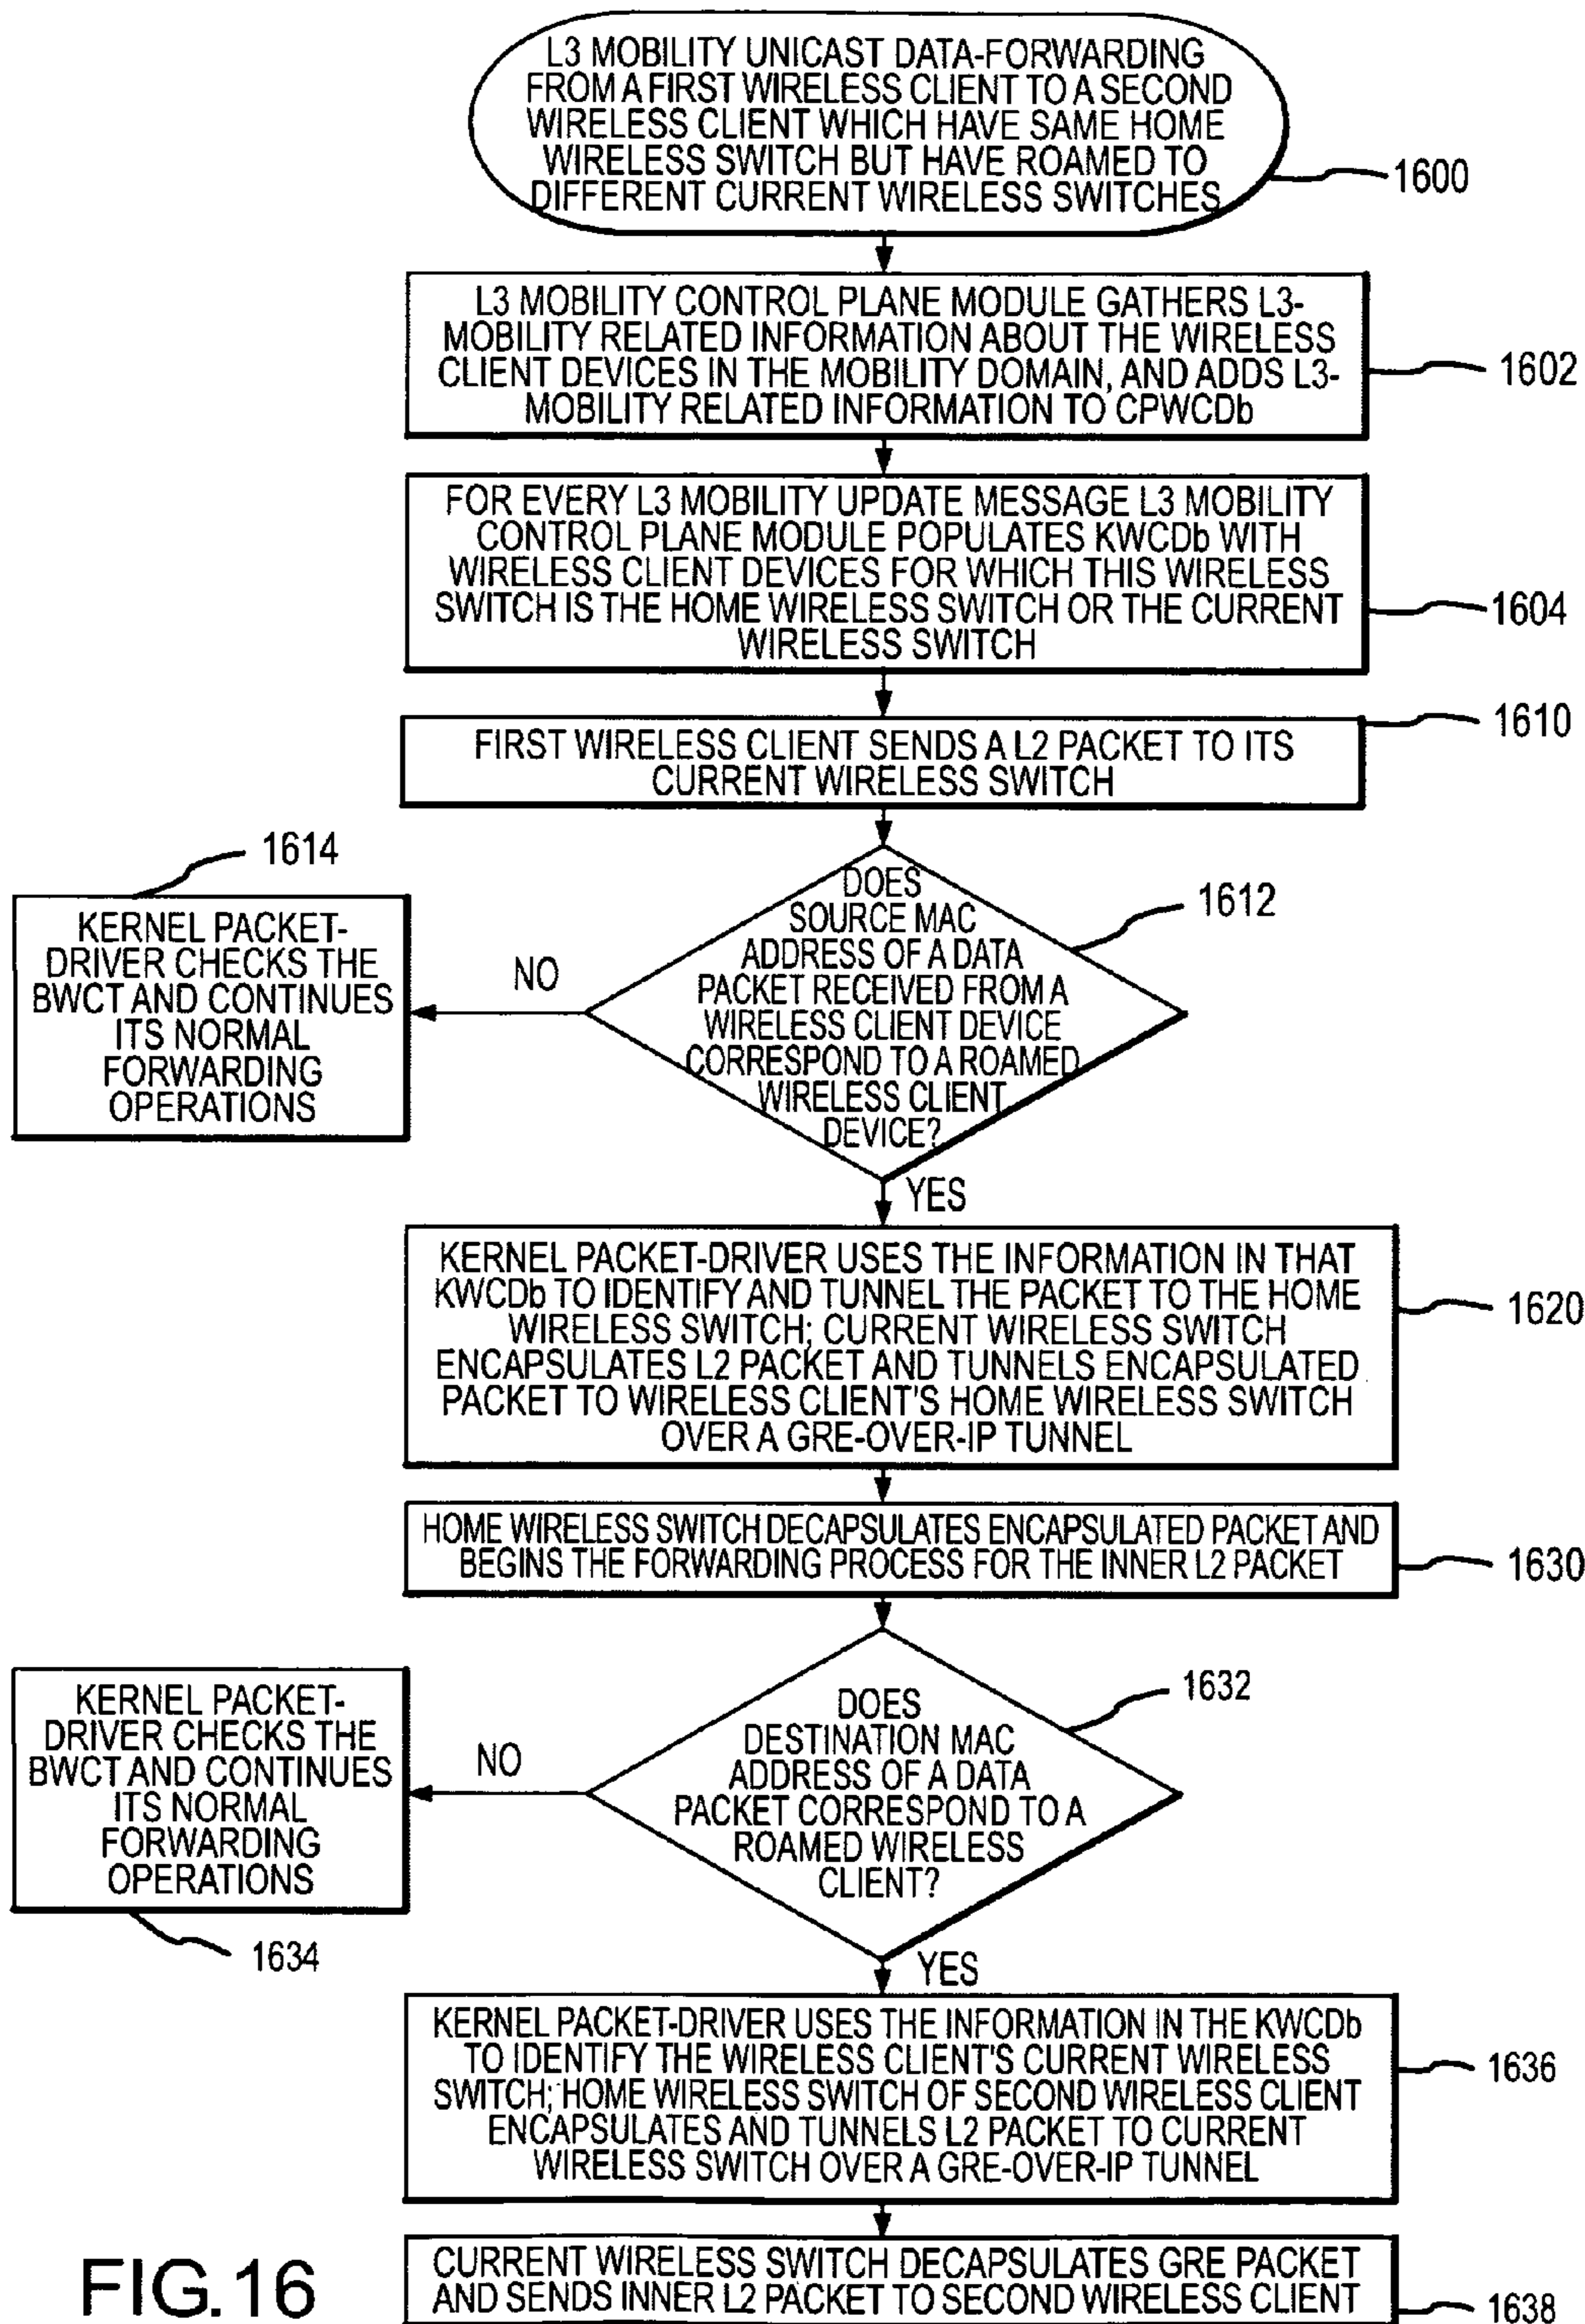 L3 MOBILITY UNICAST DATA-FORWARDING
FROM A FIRST WIRELESS CLIENT TO A SECOND
WIRELESS CLIENT WHICH HAVE SAME HOME
WIRELESS SWITCH BUT HAVE ROAMED TO
DIFFERENT CURRENT WIRELESS SWITCHES
1600
L3 MOBILITY CONTROL PLANE MODULE GATHERS L3-
MOBILITY RELATED INFORMATION ABOUT THE WIRELESS
CLIENT DEVICES IN THE MOBILITY DOMAIN, AND ADDS L3-
MOBILITY RELATED INFORMATION TO CPWCDb
1602
FOR EVERY L3 MOBILITY UPDATE MESSAGE L3 MOBILITY
CONTROL PLANE MODULE POPULATES KWCDb WITH
WIRELESS CLIENT DEVICES FOR WHICH THIS WIRELESS
SWITCH IS THE HOME WIRELESS SWITCH OR THE CURRENT
WIRELESS SWITCH
1604
FIRST WIRELESS CLIENT SENDS A L2 PACKET TO ITS
CURRENT WIRELESS SWITCH
1610
DOES
SOURCE MAC
ADDRESS OF A DATA
PACKET RECEIVED FROM A
WIRELESS CLIENT DEVICE
CORRESPOND TO A ROAMED
WIRELESS CLIENT
DEVICE?
1612
NO
1614
KERNEL PACKET-
DRIVER CHECKS THE
BWCT AND CONTINUES
ITS NORMAL
FORWARDING
OPERATIONS
YES
KERNEL PACKET-DRIVER USES THE INFORMATION IN THAT
KWCDb TO IDENTIFY AND TUNNEL THE PACKET TO THE HOME
WIRELESS SWITCH; CURRENT WIRELESS SWITCH
ENCAPSULATES L2 PACKET AND TUNNELS ENCAPSULATED
PACKET TO WIRELESS CLIENT'S HOME WIRELESS SWITCH
OVER A GRE-OVER-IP TUNNEL
1620
HOME WIRELESS SWITCH DECAPSULATES ENCAPSULATED PACKET AND
BEGINS THE FORWARDING PROCESS FOR THE INNER L2 PACKET
1630
DOES
DESTINATION MAC
ADDRESS OF A DATA
PACKET CORRESPOND TO A
ROAMED WIRELESS
CLIENT?
1632
NO
KERNEL PACKET-
DRIVER CHECKS THE
BWCT AND CONTINUES
ITS NORMAL
FORWARDING
OPERATIONS
1634
YES
KERNEL PACKET-DRIVER USES THE INFORMATION IN THE KWCDb
TO IDENTIFY THE WIRELESS CLIENT'S CURRENT WIRELESS
SWITCH; HOME WIRELESS SWITCH OF SECOND WIRELESS CLIENT
ENCAPSULATES AND TUNNELS L2 PACKET TO CURRENT
WIRELESS SWITCH OVER A GRE-OVER-IP TUNNEL
1636
CURRENT WIRELESS SWITCH DECAPSULATES GRE PACKET
AND SENDS INNER L2 PACKET TO SECOND WIRELESS CLIENT
1638
FIG.16